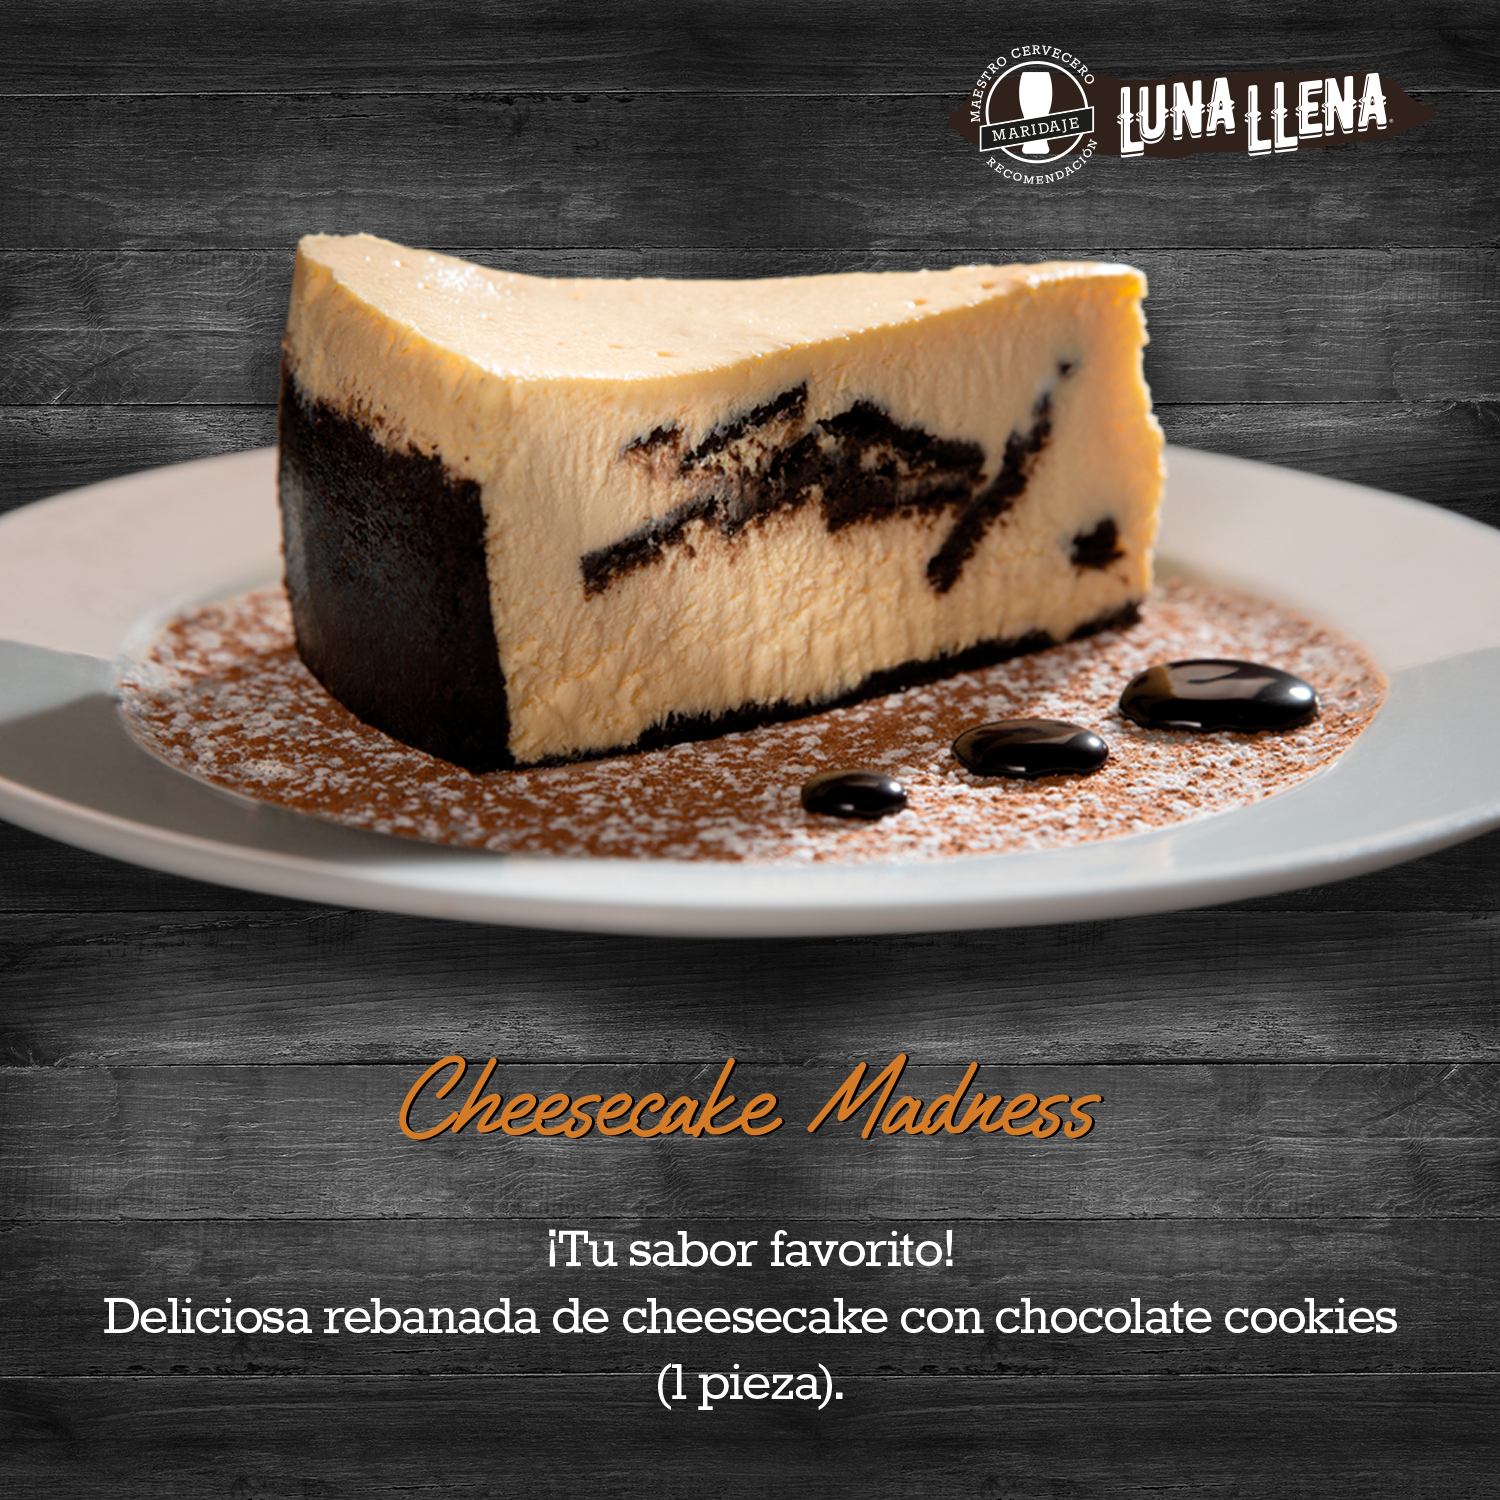 MAESTRO CERVECERO
MARIDAJE
RECOMENDACIÓN
LUNA LLENA
Cheesecake Madness
¡Tu sabor favorito!
Deliciosa rebanada de cheesecake con chocolate cookies
(1 pieza).